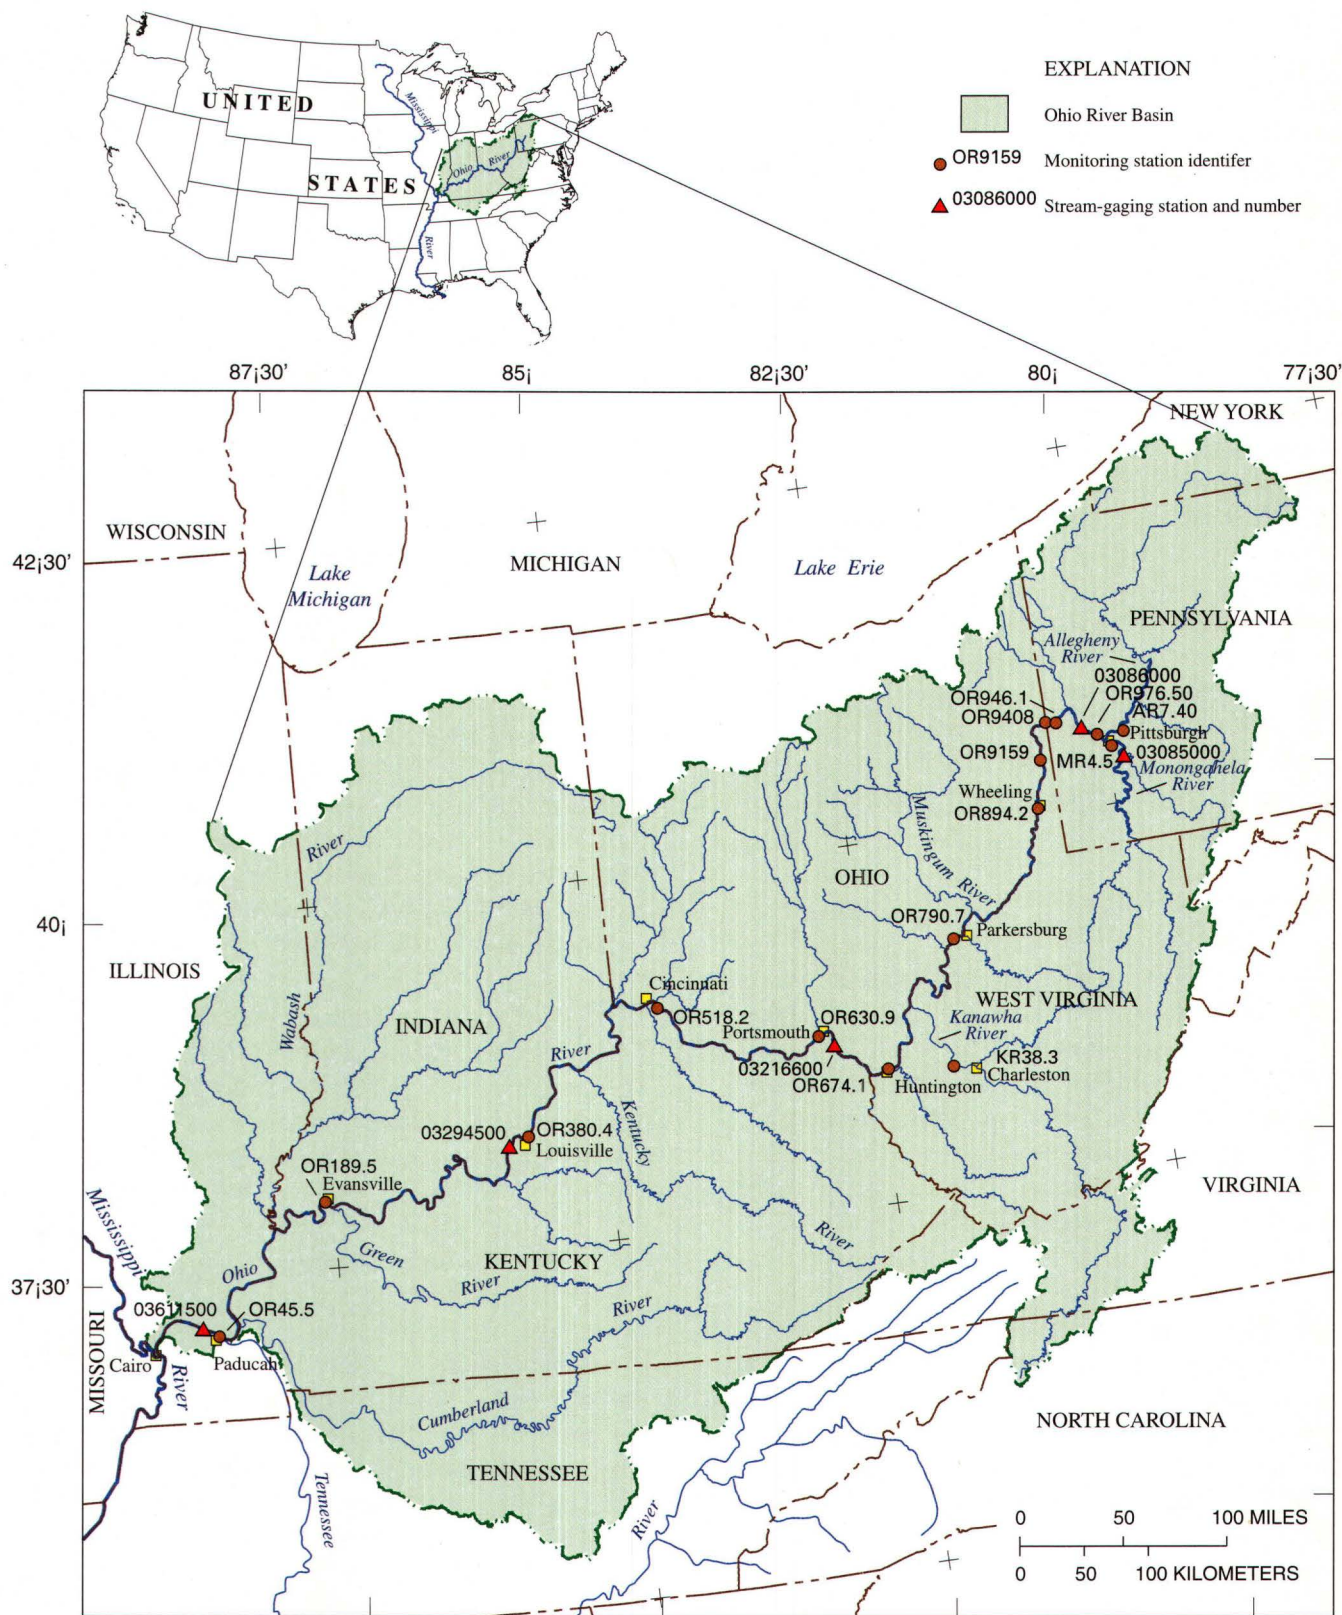 UNITED
STATES
Mississippi
River
Ohio
River
EXPLANATION
Ohio River Basin
OR9159 Monitoring station identifer
03086000 Stream-gaging station and number
87¡30'
85¡
82¡30'
80¡
77¡30'
NEW YORK
WISCONSIN
MICHIGAN
42¡30'
Lake
Michigan
Lake Erie
PENNSYLVANIA
Allegheny
River
03086000
OR976.50
AR7.40
OR946.1
OR9408
Pittsburgh
OR9159
MR4.5
03085000
Monongahela
River
Wheeling
OR894.2
River
Muskingum River
OHIO
OR790.7
Parkersburg
40¡
ILLINOIS
Cincinnati
WEST VIRGINIA
Wabash
INDIANA
OR518.2
Portsmouth
OR630.9
Kanawha
River
River
03216600
OR674.1
KR38.3
Charleston
Huntington
Kentucky
03294500
OR380.4
Louisville
OR189.5
Evansville
VIRGINIA
Mississippi
River
Green
River
KENTUCKY
Ohio
River
37¡30'
03611500
OR45.5
MISSOURI
Cairo
River
Paducah
Cumberland
NORTH CAROLINA
TENNESSEE
Tennessee
River
0 50 100 MILES
0 50 100 KILOMETERS